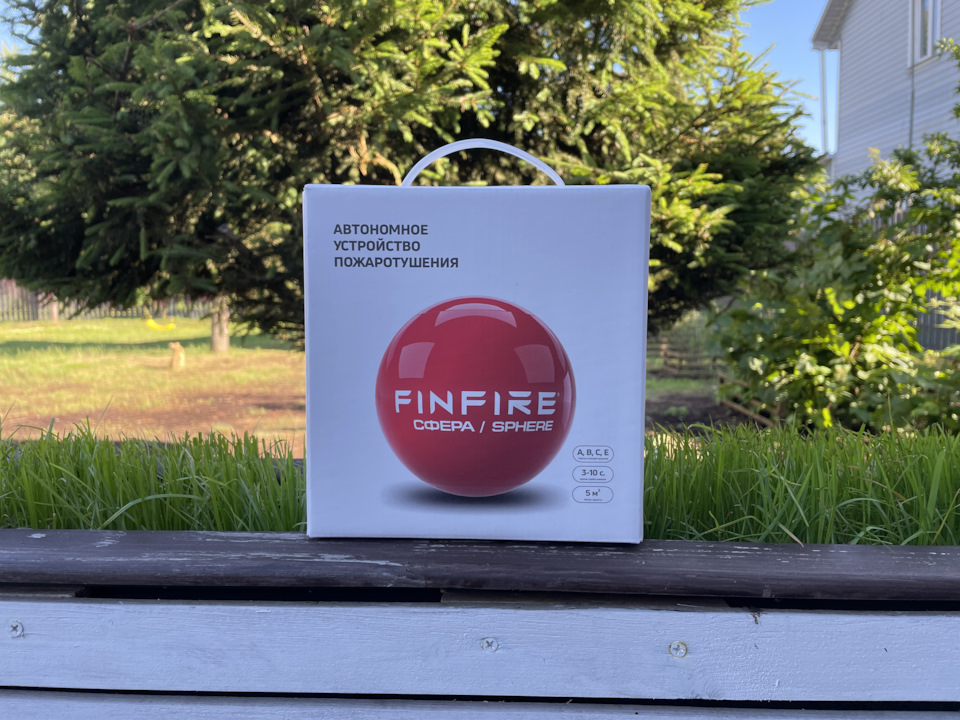 АВТОНОМНОЕ
УСТРОЙСТВО
ПОЖАРОТУШЕНИЯ
FINFIRE
СФЕРА / SPHERE
A, B, C, E
3-10 с.
5 м³